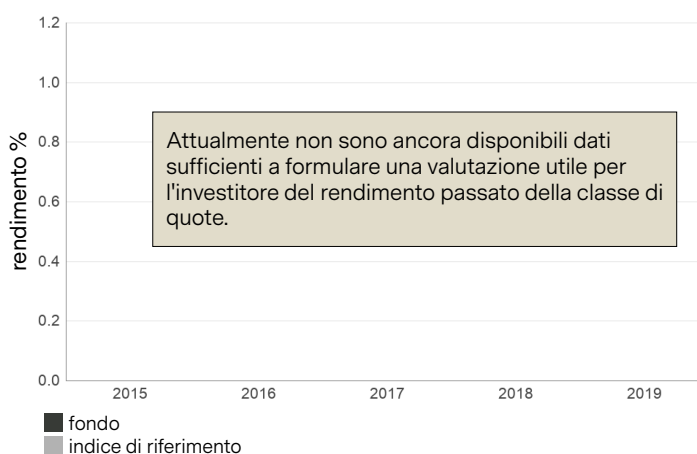 1.2
1.0
0.8
0.6
0.4
0.2
0.0
rendimento %
Attualmente non sono ancora disponibili dati
sufficienti a formulare una valutazione utile per
l'investitore del rendimento passato della classe di
quote.
2015 2016 2017 2018 2019
fondo
indice di riferimento